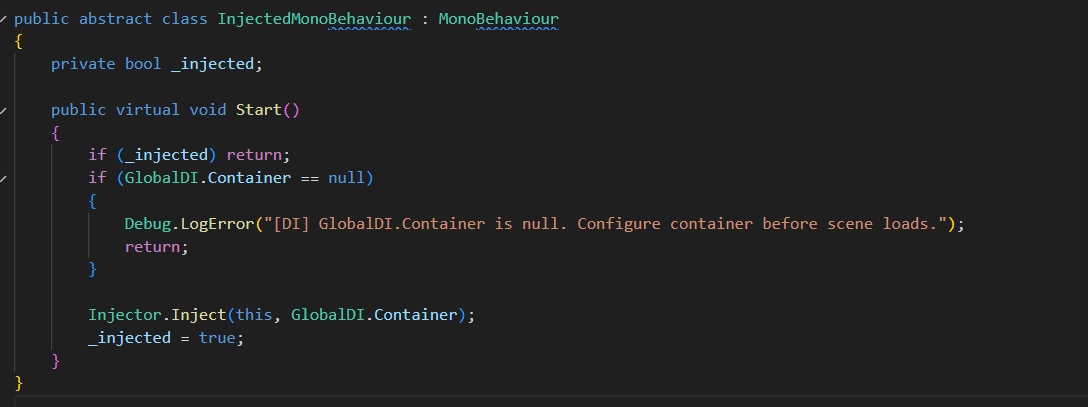 public abstract class InjectedMonoBehaviour : MonoBehaviour
{
    private bool _injected;

    public virtual void Start()
    {
        if (_injected) return;
        if (GlobalDI.Container == null)
        {
            Debug.LogError("[DI] GlobalDI.Container is null. Configure container before scene loads.");
            return;
        }

        Injector.Inject(this, GlobalDI.Container);
        _injected = true;
    }
}